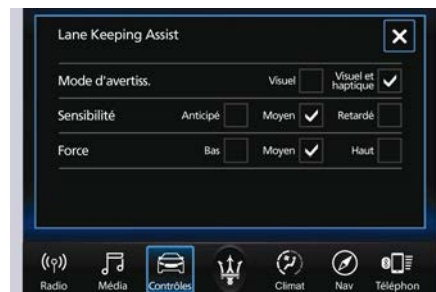 Lane Keeping Assist
Mode d'avertiss. Visuel Visuel et haptique
Sensibilité Anticipé Moyen Retardé
Force Bas Moyen Haut
Radio Média Contrôles Climat Nav Téléphon